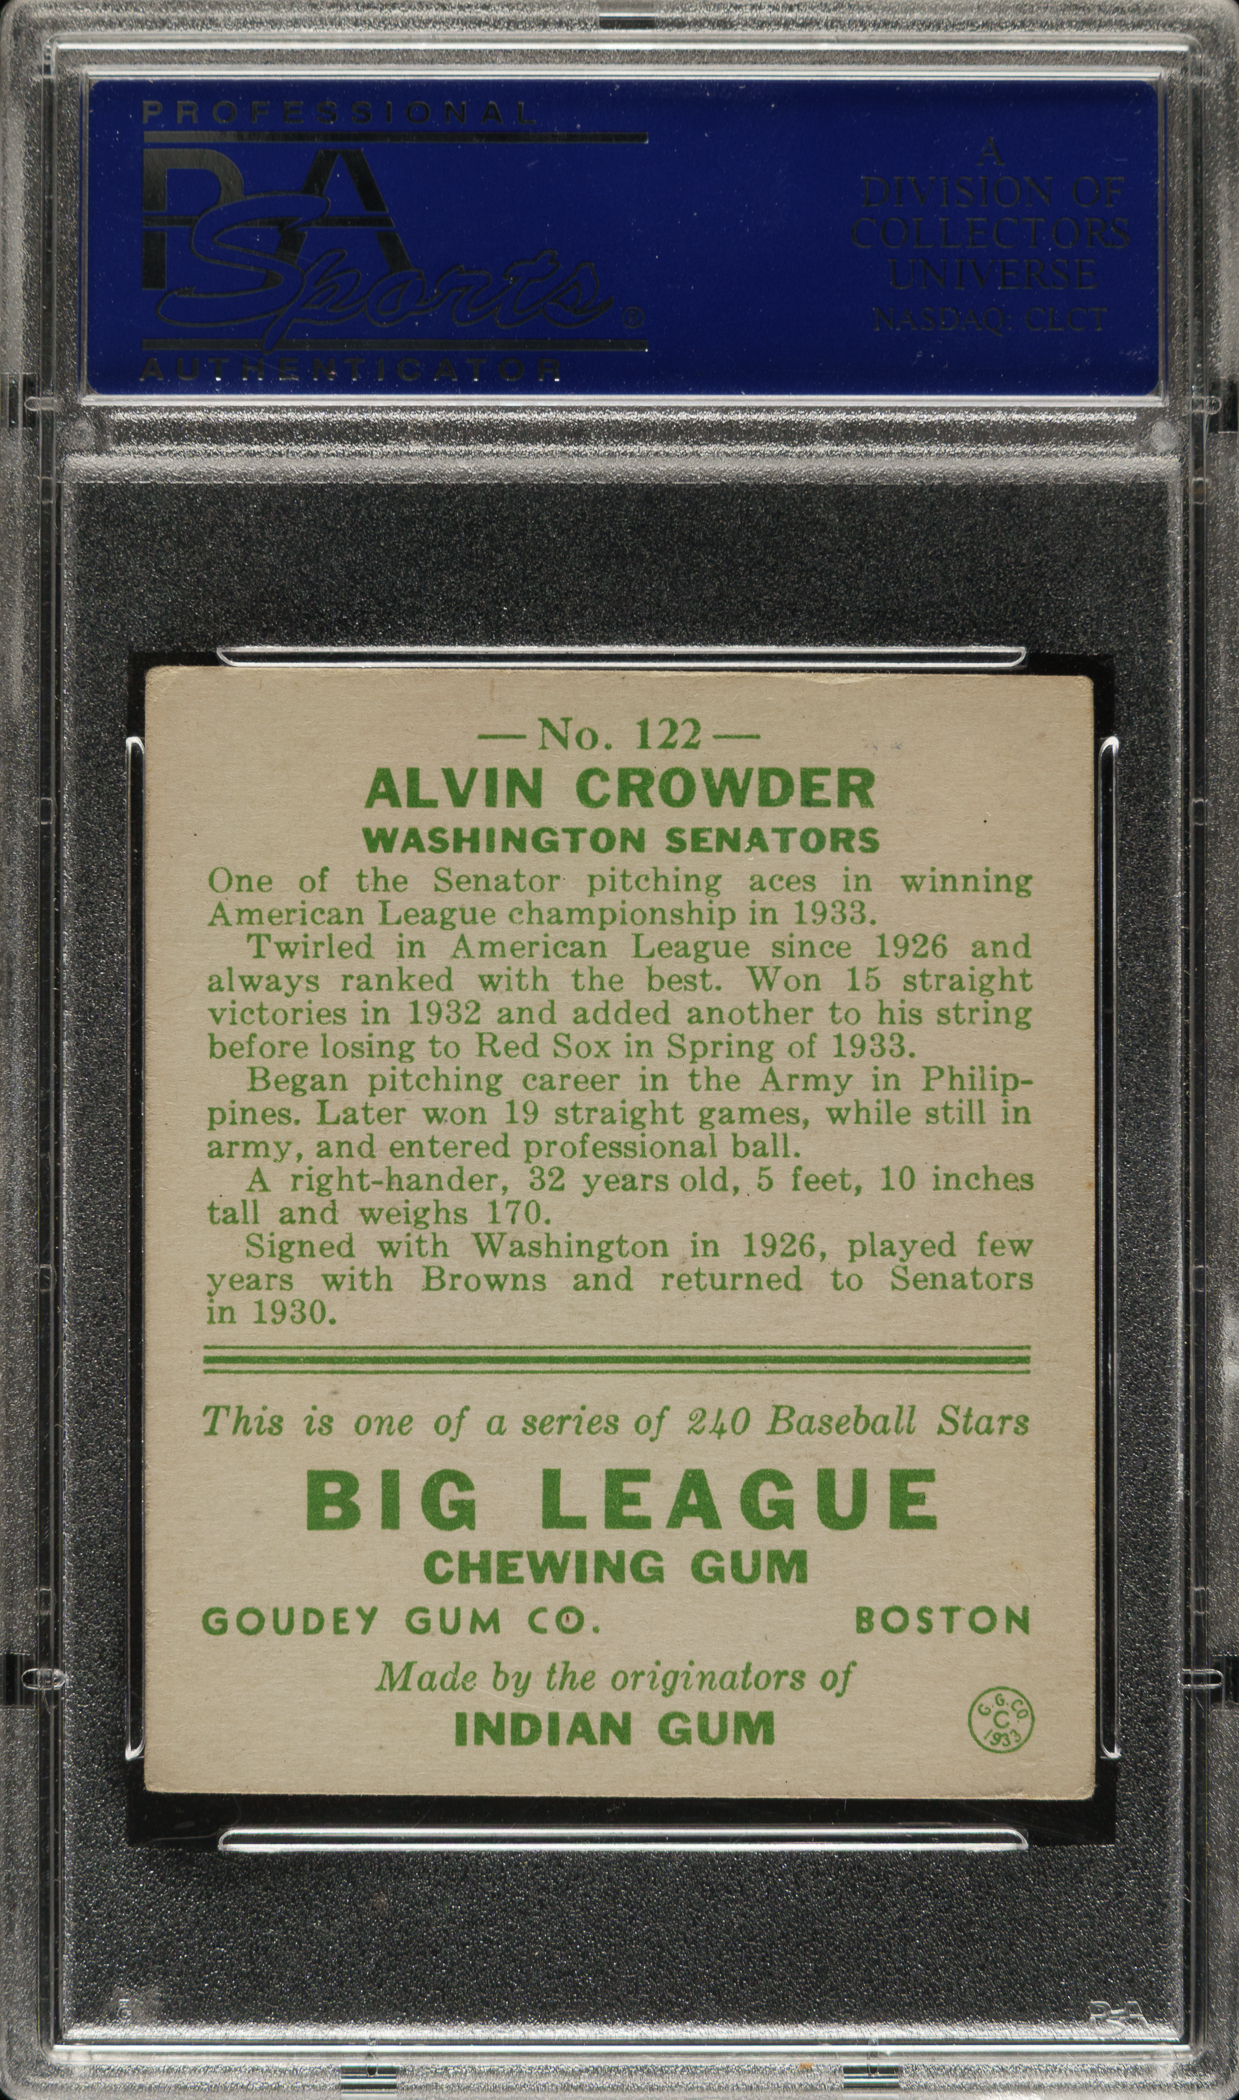 PROFESSIONAL
PSA
Sports®
AUTHENTICATOR
A
DIVISION OF
COLLECTORS
UNIVERSE
NASDAQ: CLCT
— No. 122 —
ALVIN CROWDER
WASHINGTON SENATORS
One of the Senator pitching aces in winning
American League championship in 1933.
Twirled in American League since 1926 and
always ranked with the best. Won 15 straight
victories in 1932 and added another to his string
before losing to Red Sox in Spring of 1933.
Began pitching career in the Army in Philip-
pines. Later won 19 straight games, while still in
army, and entered professional ball.
A right-hander, 32 years old, 5 feet, 10 inches
tall and weighs 170.
Signed with Washington in 1926, played few
years with Browns and returned to Senators
in 1930.
This is one of a series of 240 Baseball Stars
BIG LEAGUE
CHEWING GUM
GOUDEY GUM CO. BOSTON
Made by the originators of
INDIAN GUM
G.G.CO.
C
1933
PSA